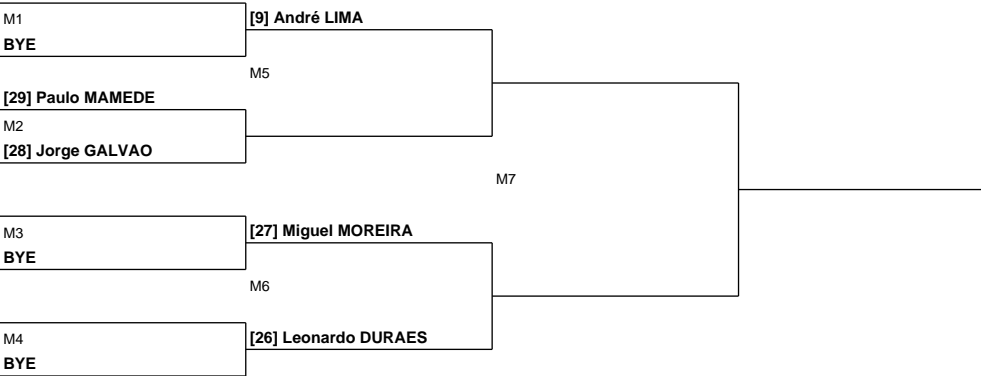 M1
[9] André LIMA
BYE
M5
[29] Paulo MAMEDE
M2
[28] Jorge GALVAO
M7
M3
[27] Miguel MOREIRA
BYE
M6
M4
[26] Leonardo DURAES
BYE